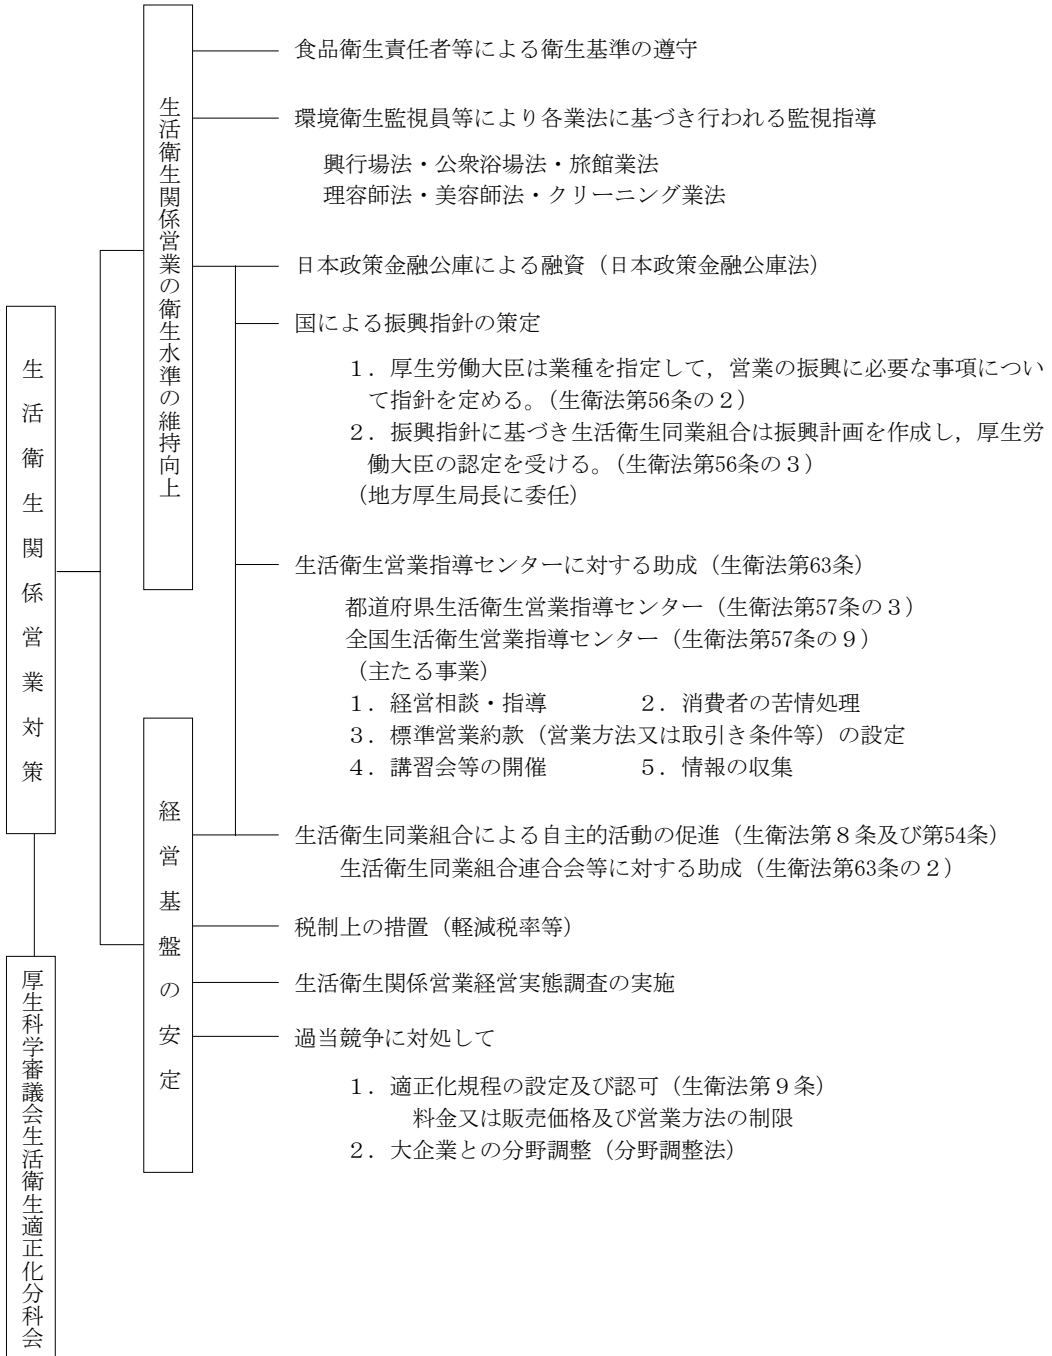 生活衛生関係営業対策
厚生科学審議会生活衛生適正化分科会
生活衛生関係営業の衛生水準の維持向上
食品衛生責任者等による衛生基準の遵守
環境衛生監視員等により各業法に基づき行われる監視指導
興行場法・公衆浴場法・旅館業法
理容師法・美容師法・クリーニング業法
日本政策金融公庫による融資（日本政策金融公庫法）
国による振興指針の策定
１．厚生労働大臣は業種を指定して，営業の振興に必要な事項につい
て指針を定める。（生衛法第56条の２）
２．振興指針に基づき生活衛生同業組合は振興計画を作成し，厚生労
働大臣の認定を受ける。（生衛法第56条の３）
（地方厚生局長に委任）
生活衛生営業指導センターに対する助成（生衛法第63条）
都道府県生活衛生営業指導センター（生衛法第57条の３）
全国生活衛生営業指導センター（生衛法第57条の９）
（主たる事業）
１．経営相談・指導　２．消費者の苦情処理
３．標準営業約款（営業方法又は取引き条件等）の設定
４．講習会等の開催　５．情報の収集
経営基盤の安定
生活衛生同業組合による自主的活動の促進（生衛法第８条及び第54条）
生活衛生同業組合連合会等に対する助成（生衛法第63条の２）
税制上の措置（軽減税率等）
生活衛生関係営業経営実態調査の実施
過当競争に対処して
１．適正化規程の設定及び認可（生衛法第９条）
料金又は販売価格及び営業方法の制限
２．大企業との分野調整（分野調整法）